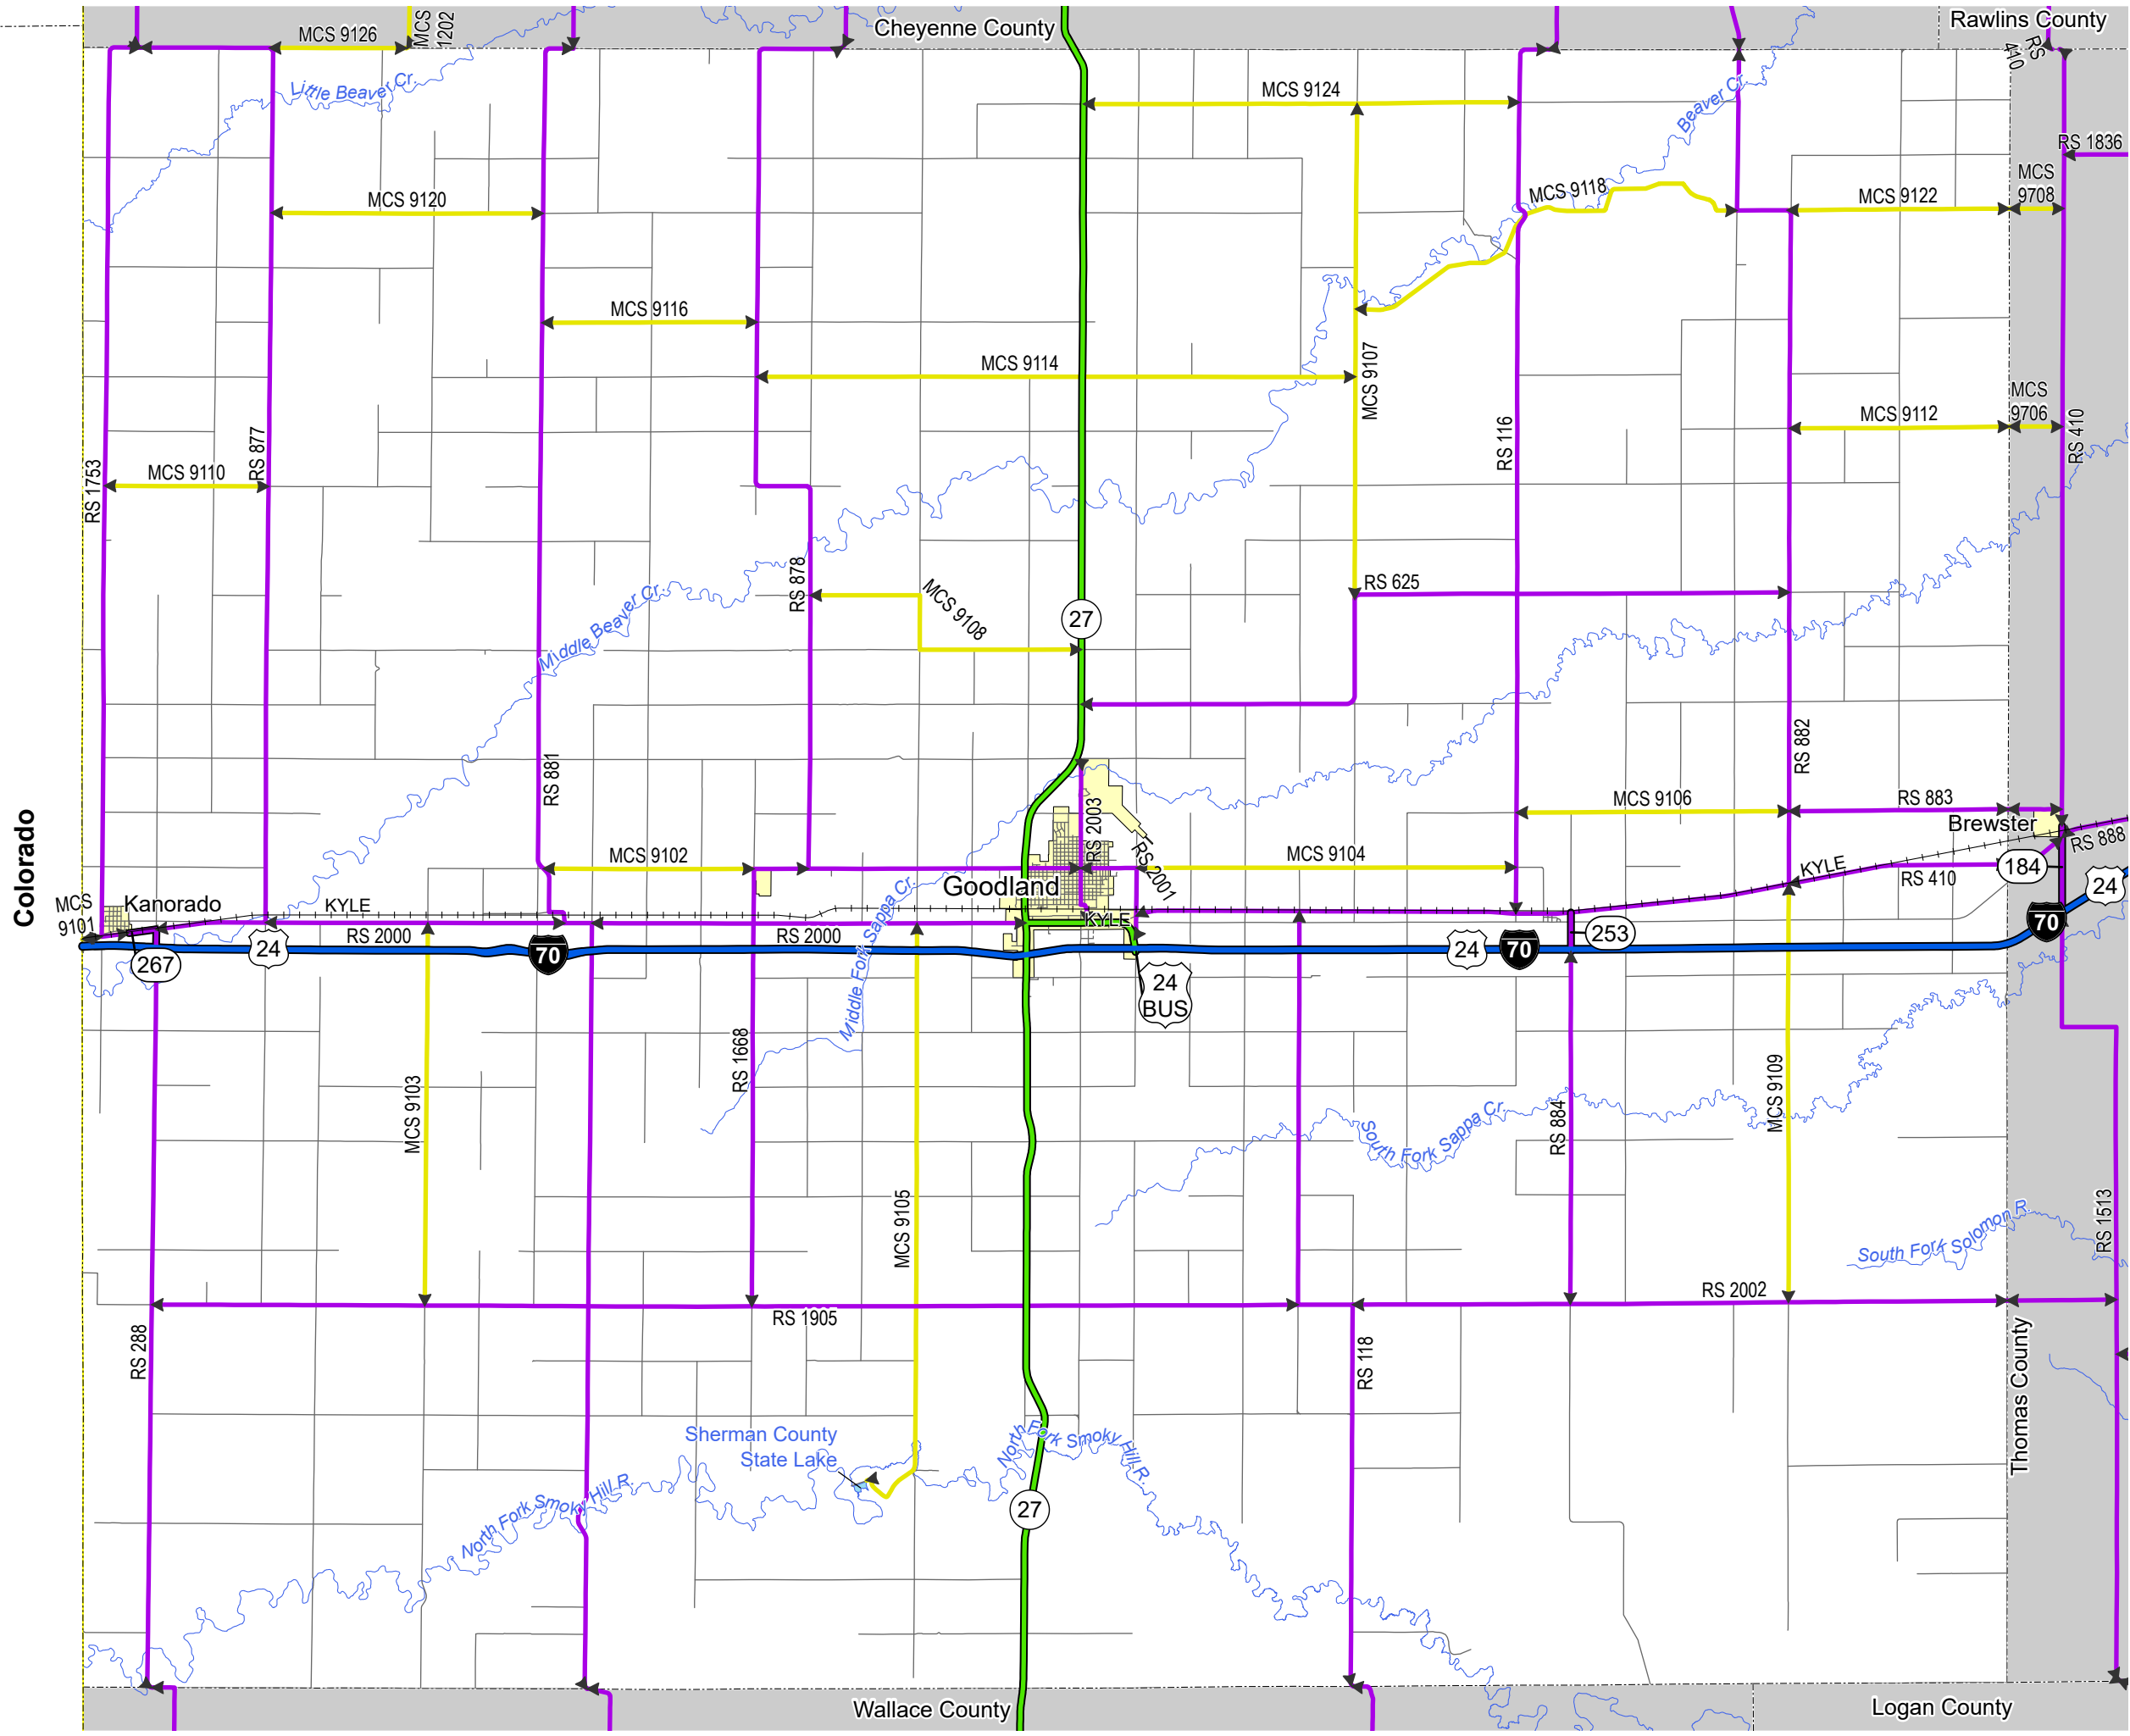 Cheyenne County
Rawlins County
MCS 9126
MCS
1202
RS
410
Little Beaver Cr.
MCS 9124
Beaver Cr.
RS 1836
MCS 9120
MCS 9118
MCS 9122
MCS
9708
MCS 9116
MCS 9114
MCS 9107
MCS 9112
MCS
9706
RS 1753
MCS 9110
RS 877
RS 116
RS 410
RS 878
Middle Beaver Cr.
MCS 9108
27
RS 625
RS 881
RS 882
Colorado
RS 2003
MCS 9106
RS 883
Brewster
RS 888
MCS 9102
RS 2001
MCS 9104
KYLE
184
RS 410
24
Goodland
MCS
9101
Kanorado
KYLE
KYLE
RS 2000
RS 2000
267
24
70
24
70
253
70
24
BUS
Middle Fork Sappa Cr.
RS 1668
MCS 9103
MCS 9105
South Fork Sappa Cr.
RS 884
MCS 9109
South Fork Solomon R.
RS 1513
RS 1905
RS 2002
RS 288
RS 118
Thomas County
Sherman County
State Lake
North Fork Smoky Hill R.
North Fork Smoky Hill R.
27
Wallace County
Logan County